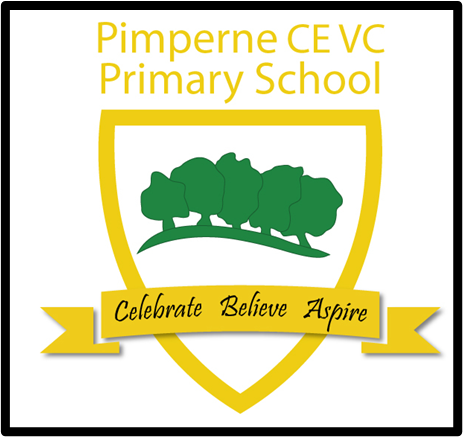 Pimperne CE VC
Primary School
Celebrate Believe Aspire